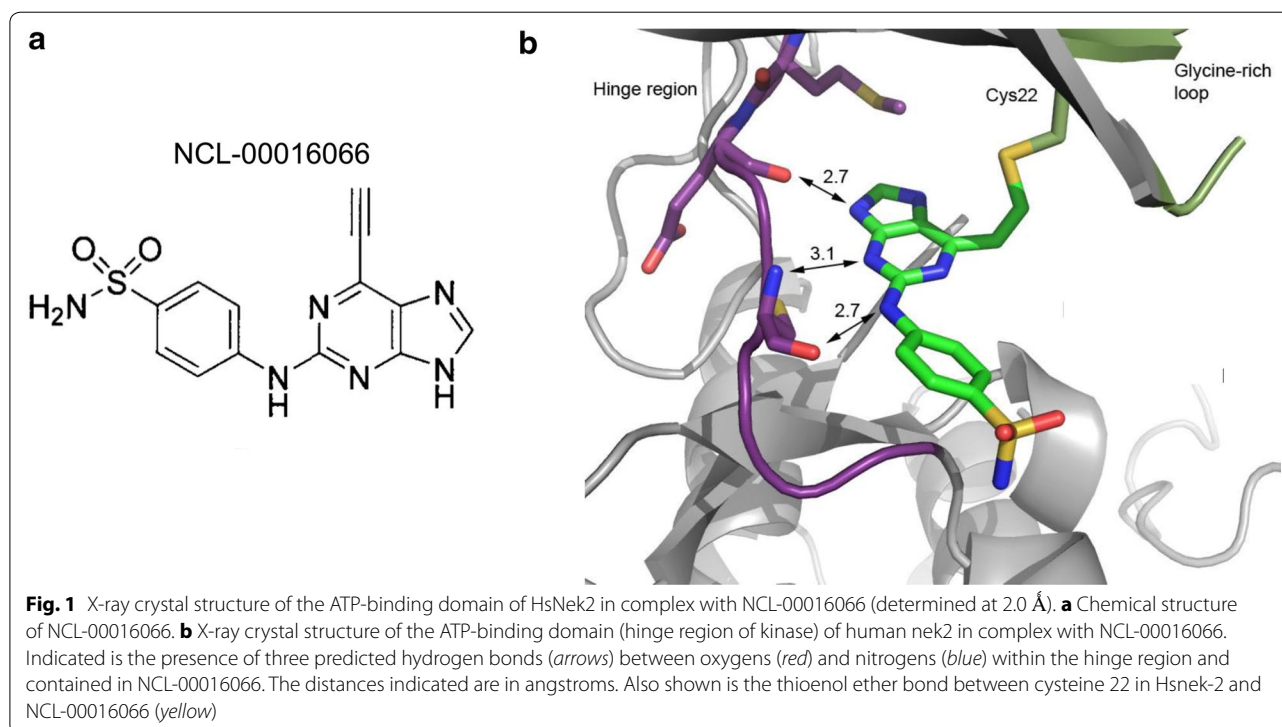 a
NCL-00016066
O
O
S
H2N
N
N
N
H
N
N
H
b
Hinge region
Cys22
Glycine-rich
loop
2.7
3.1
2.7
Fig. 1 X-ray crystal structure of the ATP-binding domain of HsNek2 in complex with NCL-00016066 (determined at 2.0 Å). a Chemical structure
of NCL-00016066. b X-ray crystal structure of the ATP-binding domain (hinge region of kinase) of human nek2 in complex with NCL-00016066.
Indicated is the presence of three predicted hydrogen bonds (arrows) between oxygens (red) and nitrogens (blue) within the hinge region and
contained in NCL-00016066. The distances indicated are in angstroms. Also shown is the thioenol ether bond between cysteine 22 in Hsnek-2 and
NCL-00016066 (yellow)